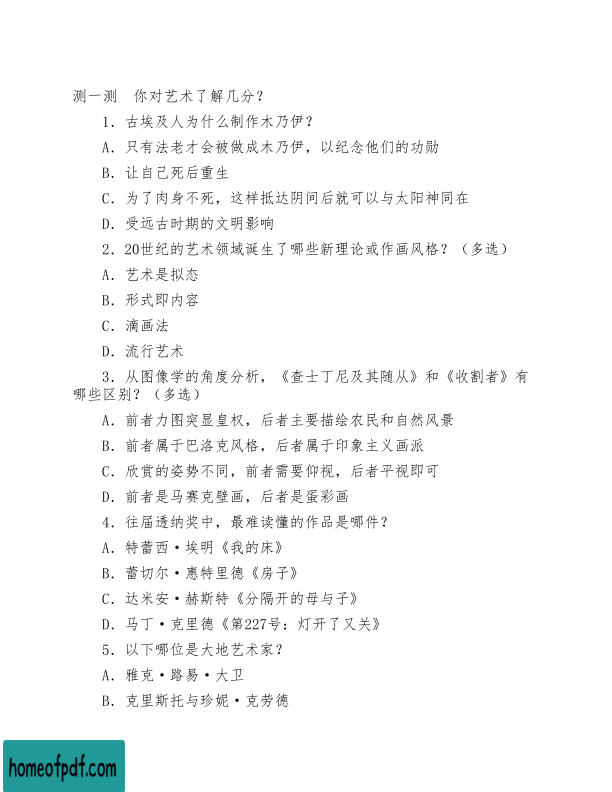 测一测　你对艺术了解几分？
1．古埃及人为什么制作木乃伊？
A．只有法老才会被做成木乃伊，以纪念他们的功勋
B．让自己死后重生
C．为了肉身不死，这样抵达阴间后就可以与太阳神同在
D．受远古时期的文明影响
2．20世纪的艺术领域诞生了哪些新理论或作画风格？（多选）
A．艺术是拟态
B．形式即内容
C．滴画法
D．流行艺术
3．从图像学的角度分析，《查士丁尼及其随从》和《收割者》有
哪些区别？（多选）
A．前者力图突显皇权，后者主要描绘农民和自然风景
B．前者属于巴洛克风格，后者属于印象主义画派
C．欣赏的姿势不同，前者需要仰视，后者平视即可
D．前者是马赛克壁画，后者是蛋彩画
4．往届透纳奖中，最难读懂的作品是哪件？
A．特蕾西·埃明《我的床》
B．蕾切尔·惠特里德《房子》
C．达米安·赫斯特《分隔开的母与子》
D．马丁·克里德《第227号：灯开了又关》
5．以下哪位是大地艺术家？
A．雅克·路易·大卫
B．克里斯托与珍妮·克劳德
homeofpdf.com